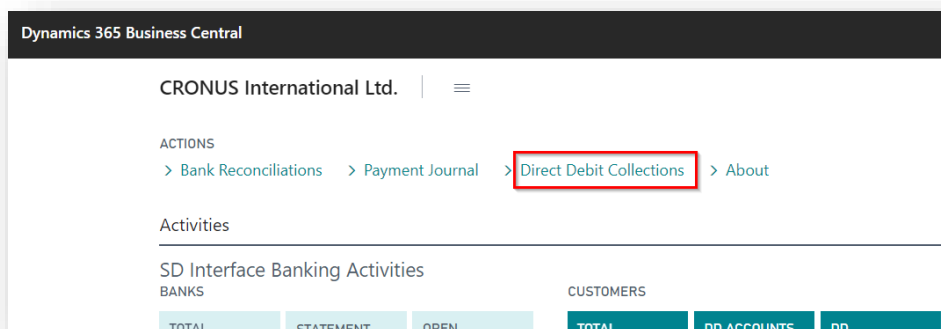 Dynamics 365 Business Central
CRONUS International Ltd.
ACTIONS
> Bank Reconciliations > Payment Journal > Direct Debit Collections > About
Activities
SD Interface Banking Activities
BANKS CUSTOMERS
TOTAL STATEMENT OPEN TOTAL DD ACCOUNTS DD